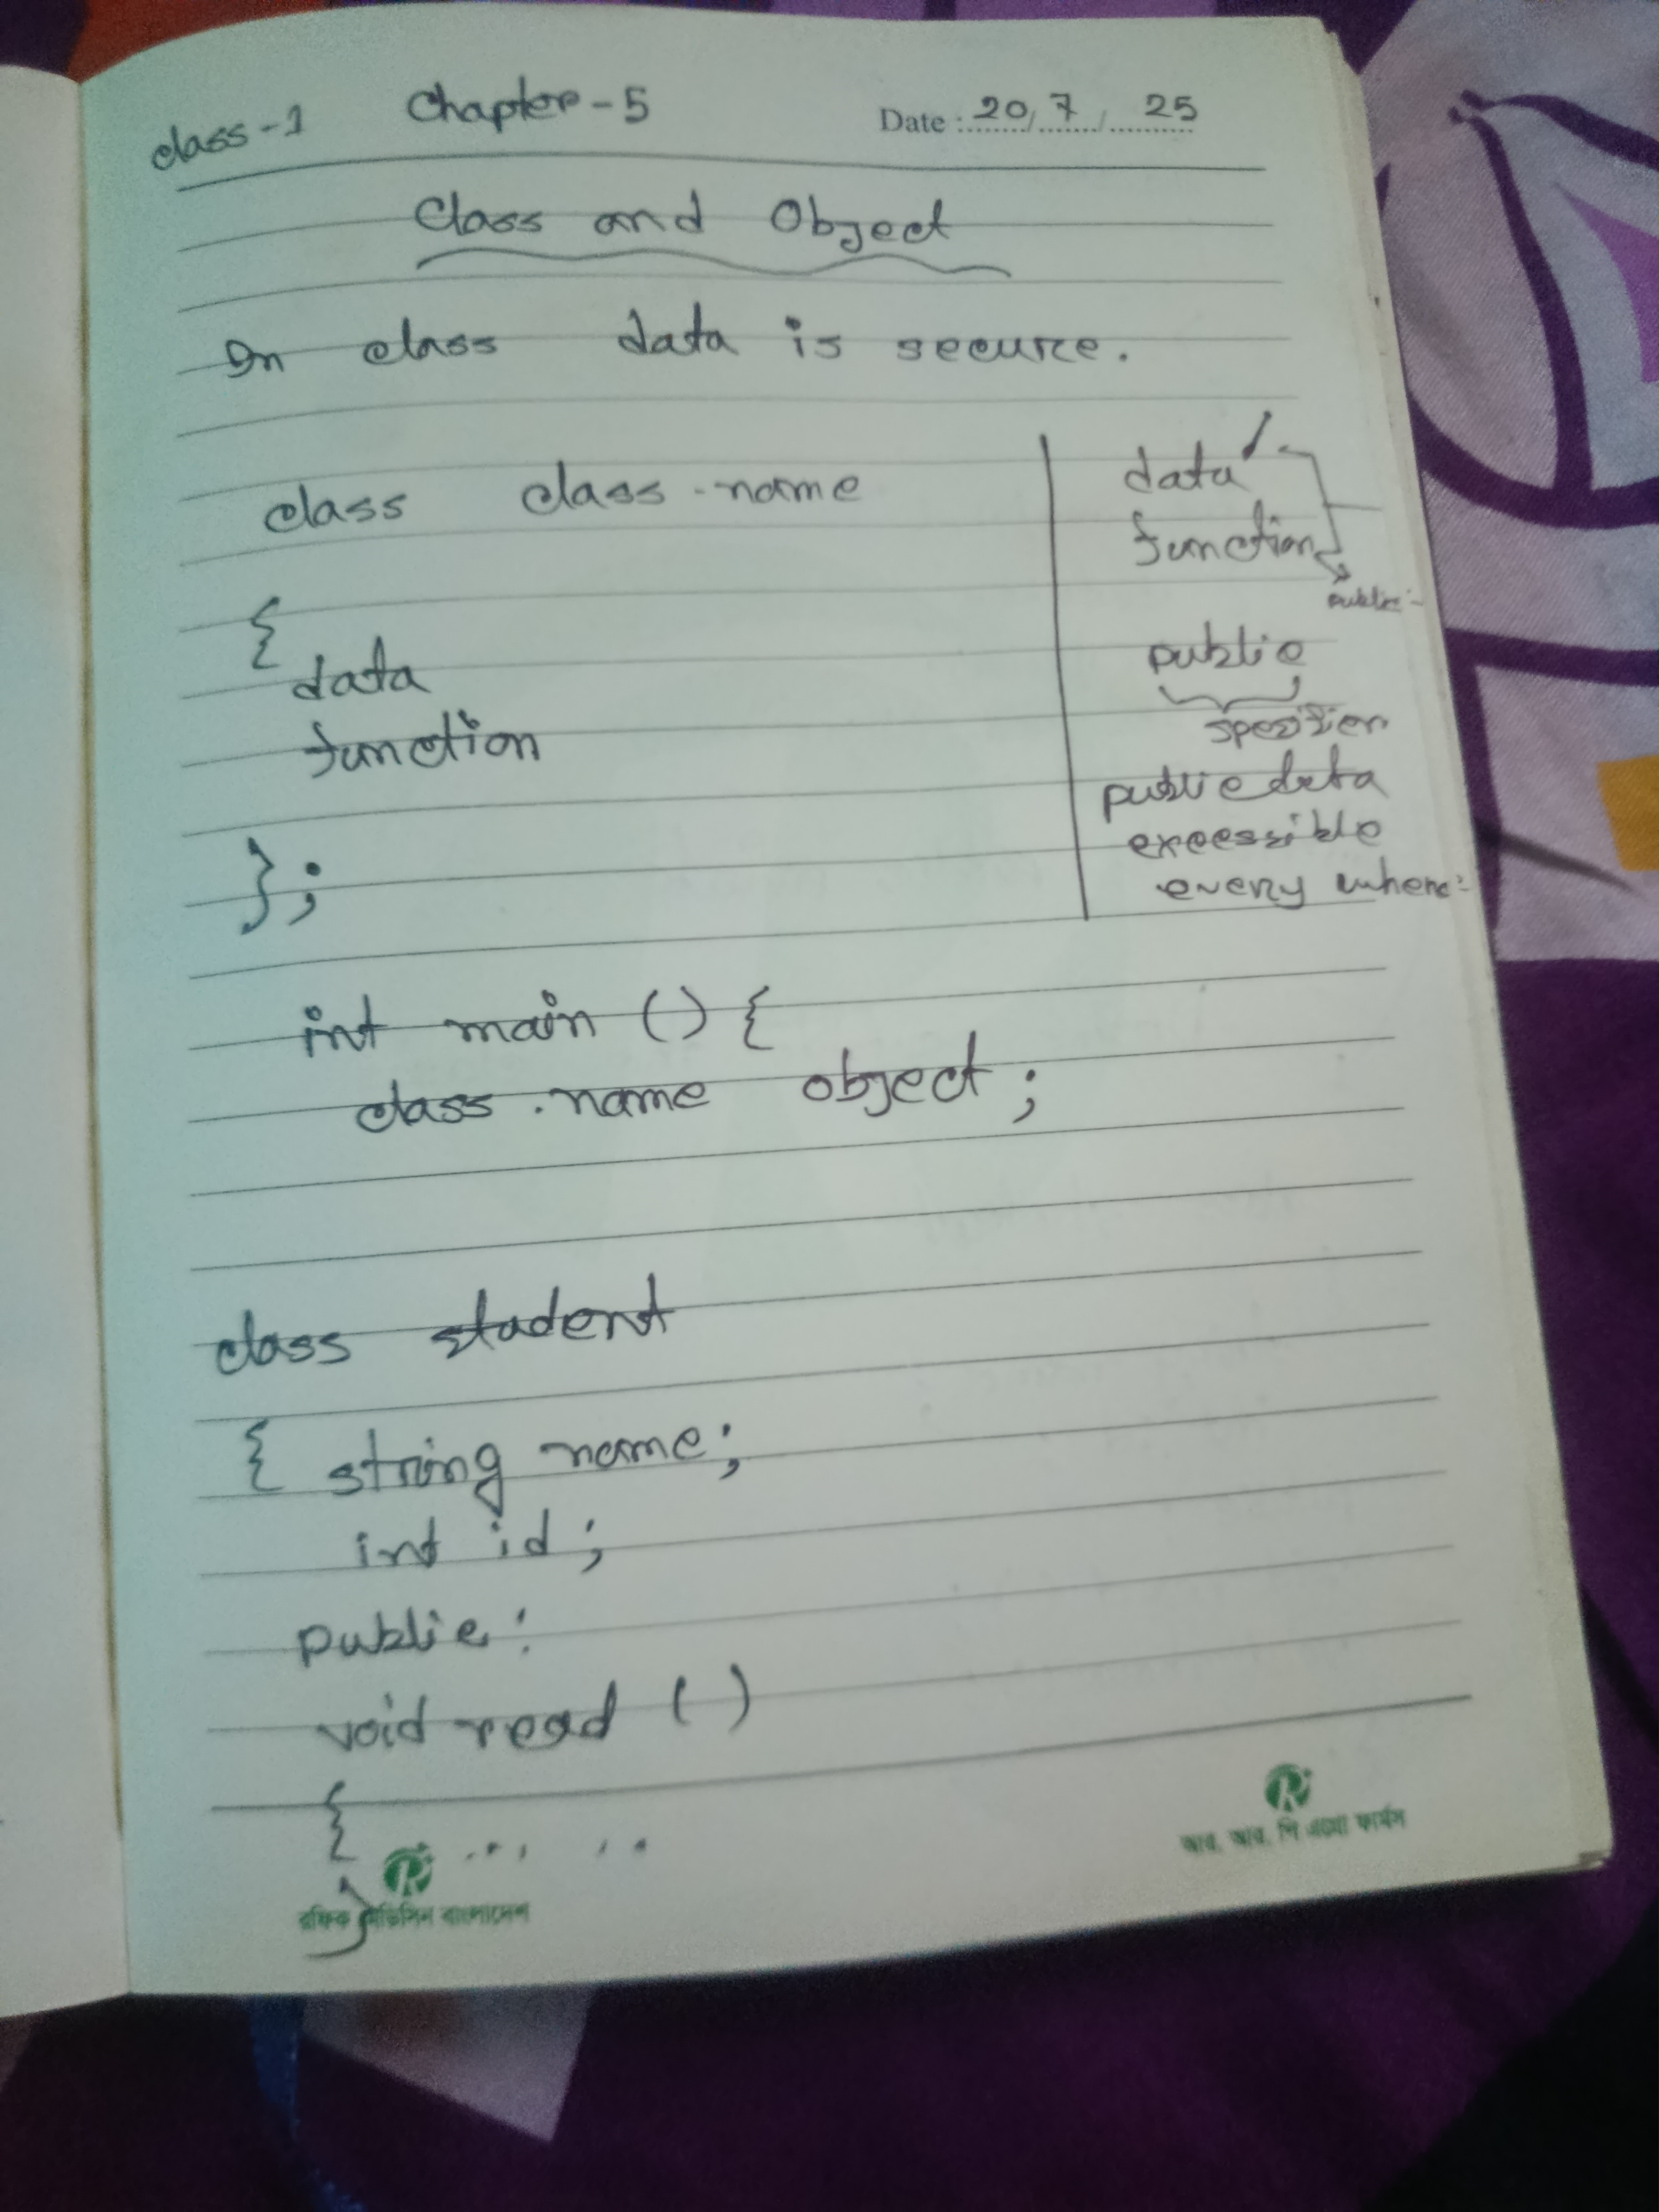 class-1 Chapter-5 Date : 20/7/25
Class and Object
In class data is secure.
class class-name
{
data
function
};
data
function
public:-
public
public data
excessible
every where:
int main () {
class.name object;
class student
{ string name;
int id;
public:
void read ()
{ .... ..
}
আর. আর. পি এগ্রো ফার্মস
রফিক মেডিসিন বাংলাদেশ